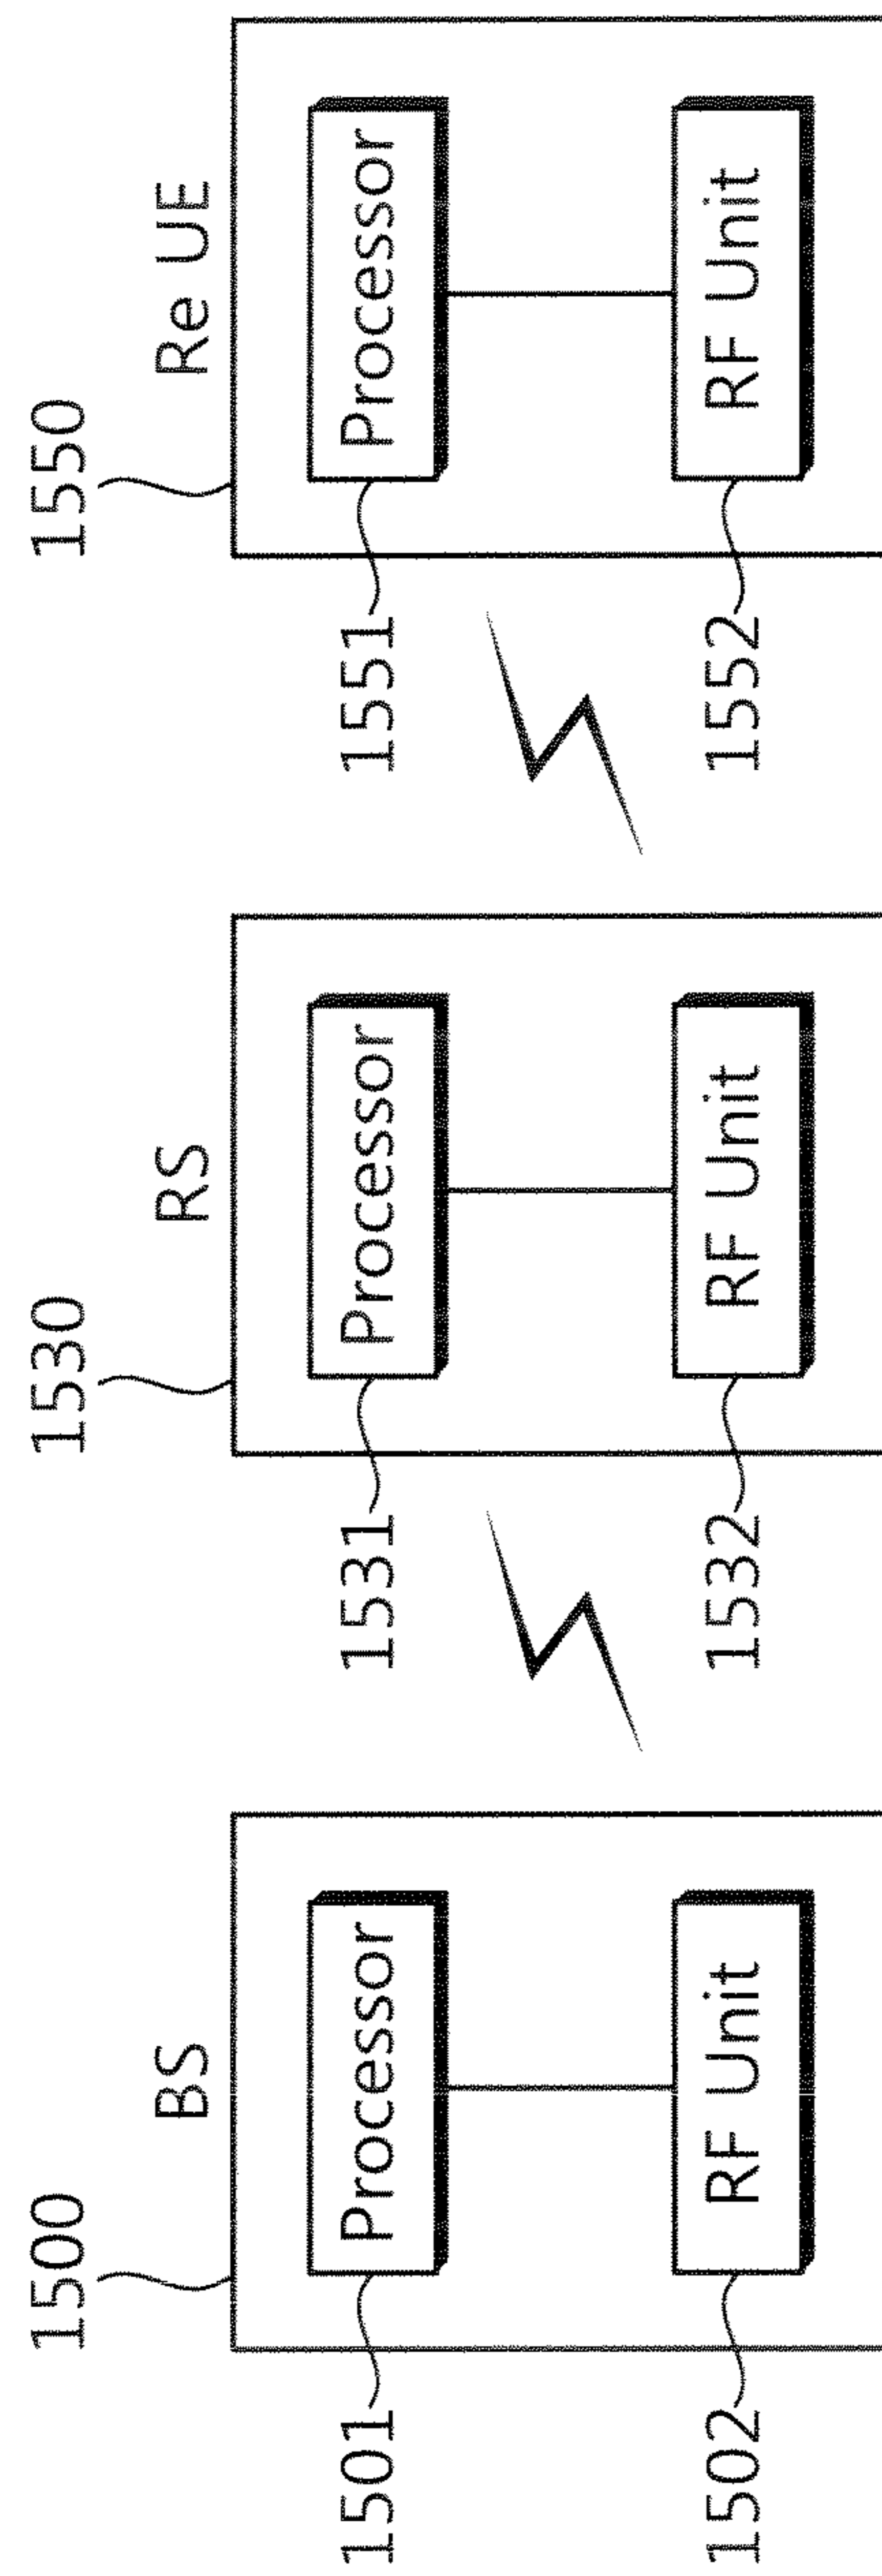 1500
BS
1501
Processor
1502
RF Unit
1530
RS
1531
Processor
1532
RF Unit
1550
Re UE
1551
Processor
1552
RF Unit